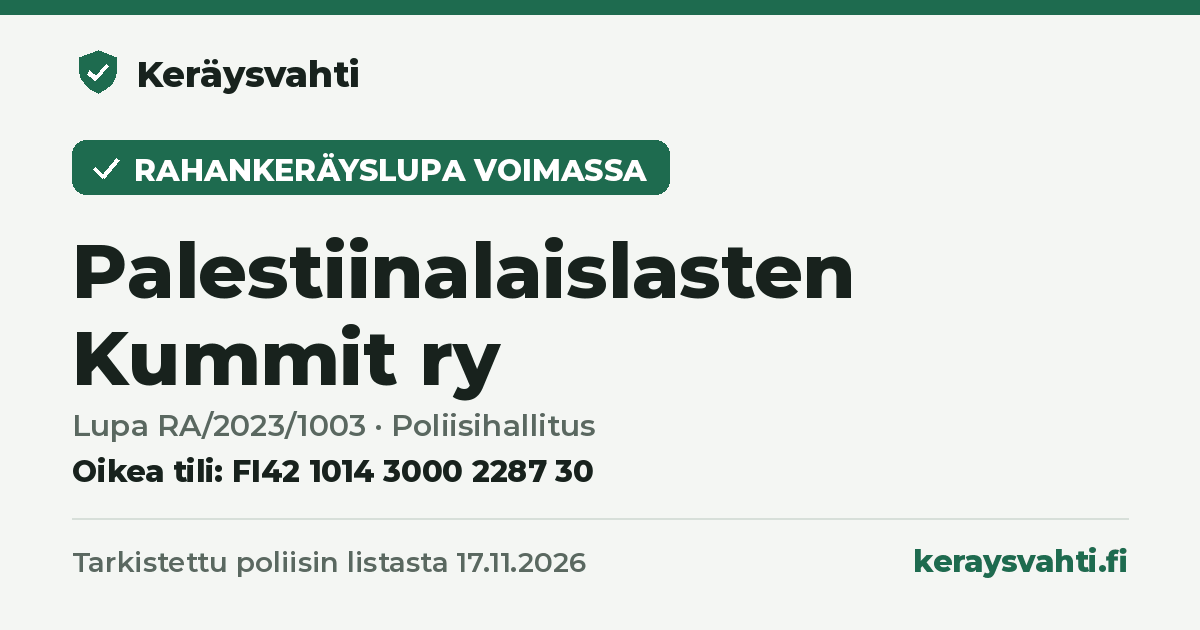 Keräysvahti
RAHANKERÄYSLUPA VOIMASSA
Palestiinalaislasten
Kummit ry
Lupa RA/2023/1003 · Poliisihallitus
Oikea tili: FI42 1014 3000 2287 30
Tarkistettu poliisin listasta 17.11.2026
keraysvahti.fi